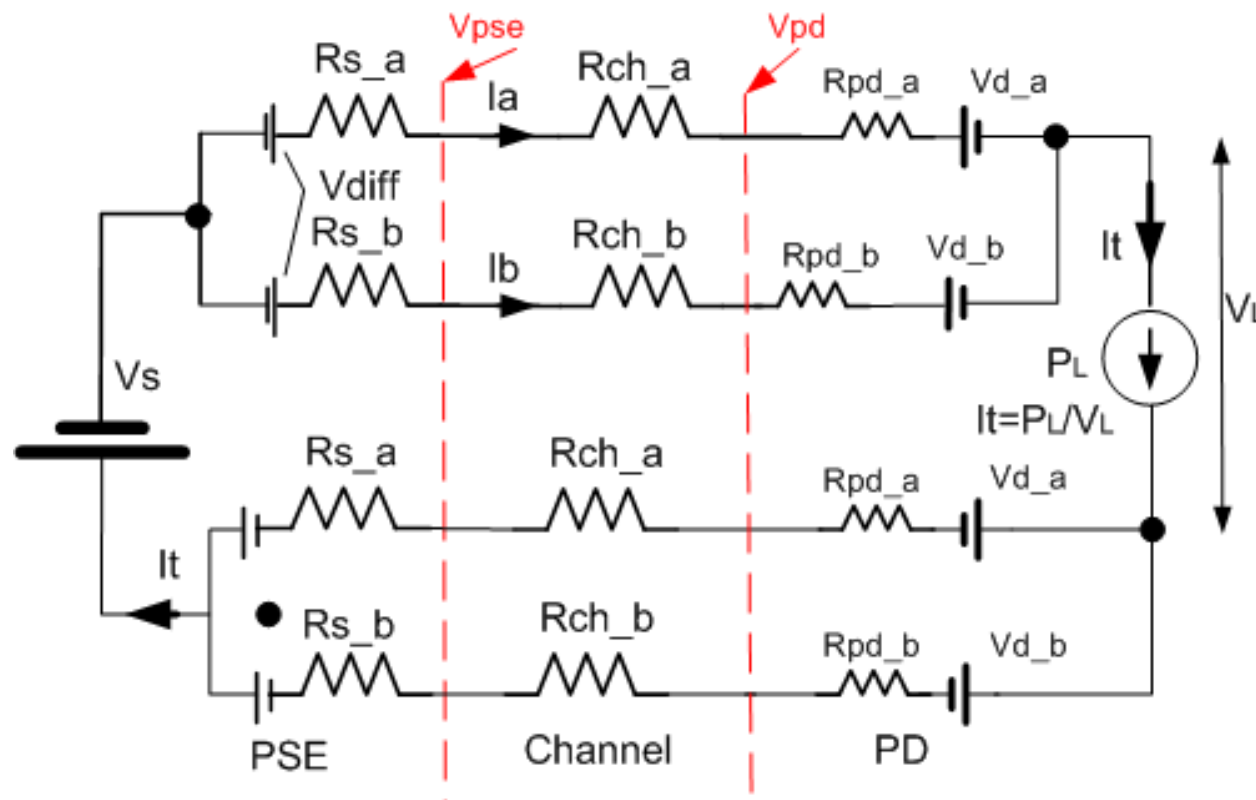 Vpse
Vpd
Rs_a
Ia
Rch_a
Rpd_a
Vd_a
Vdiff
Rs_b
Ib
Rch_b
Rpd_b
Vd_b
It
VL
Vs
PL
It=PL/VL
Rs_a
Rch_a
Rpd_a
Vd_a
It
Rs_b
Rch_b
Rpd_b
Vd_b
PSE
Channel
PD